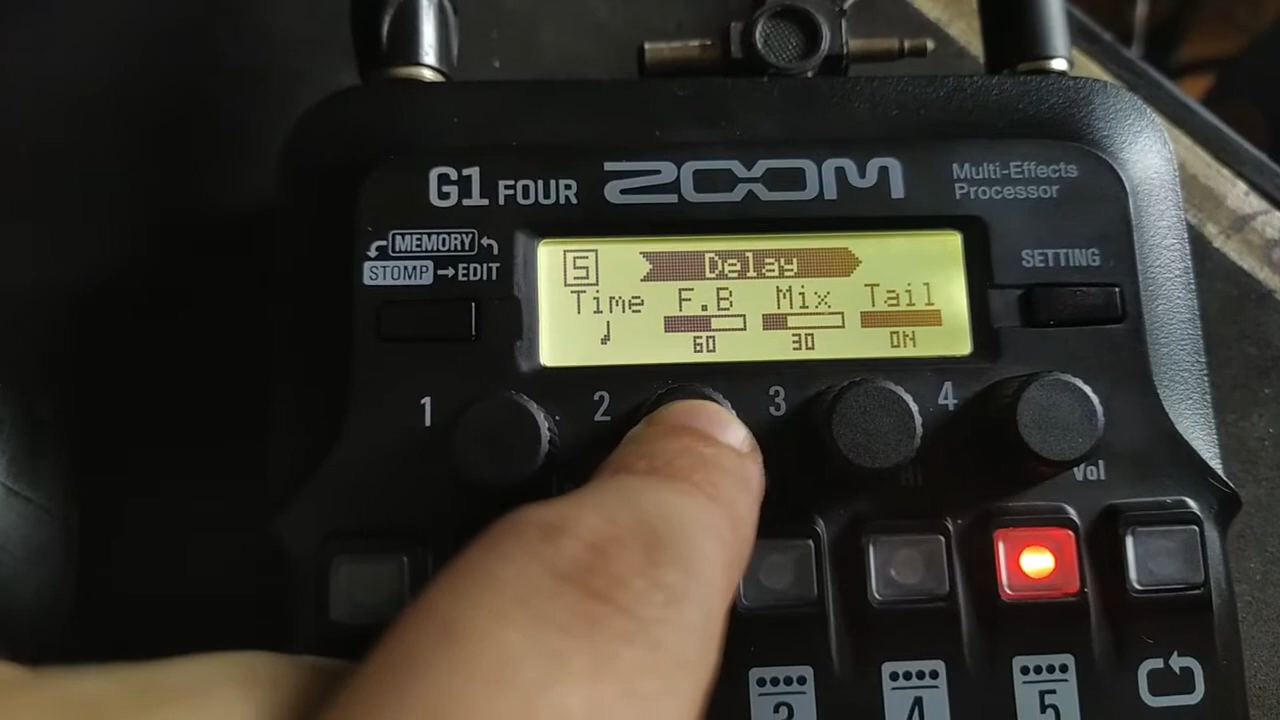 G1 FOUR ZOOM
Multi-Effects
Processor
MEMORY
STOMP→EDIT
SETTING
5 Delay
Time F.B Mix Tail
♩ 60 30 ON
1 2 3 4
Vol
4 5